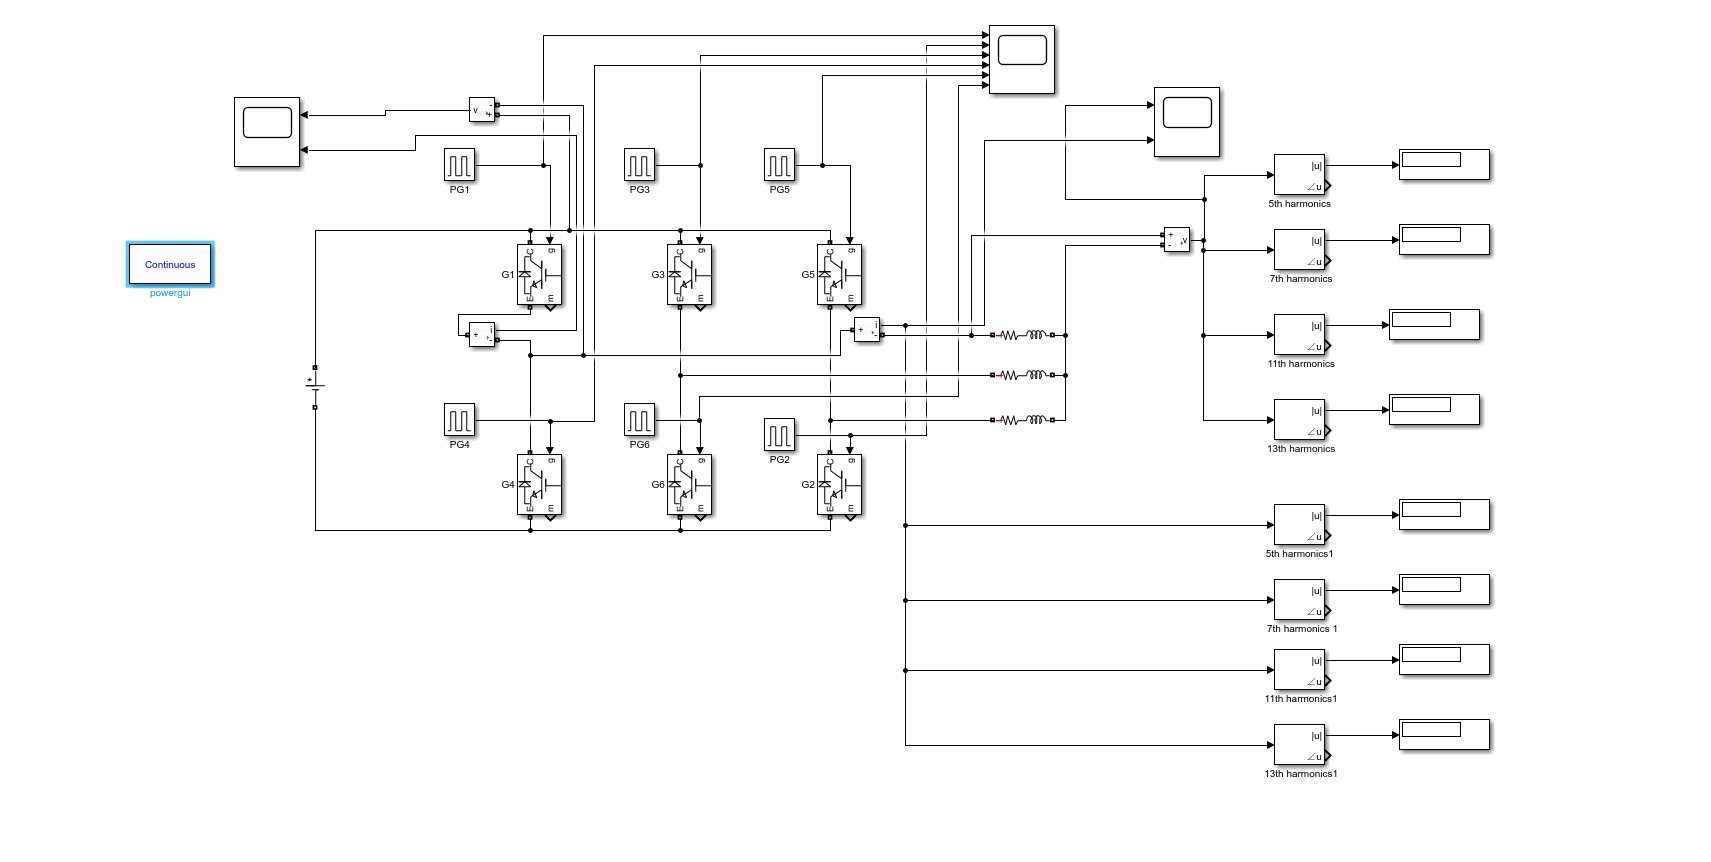 v - +
PG1
PG3
PG5
|u|
∠u
5th harmonics
+ - v
|u|
∠u
7th harmonics
Continuous
powergui
C g
G1
E m
C g
G3
E m
C g
G5
E m
+ i -
+ i -
|u|
∠u
11th harmonics
+
PG4
PG6
PG2
|u|
∠u
13th harmonics
C g
G4
E m
C g
G6
E m
C g
G2
E m
|u|
∠u
5th harmonics1
|u|
∠u
7th harmonics 1
|u|
∠u
11th harmonics1
|u|
∠u
13th harmonics1